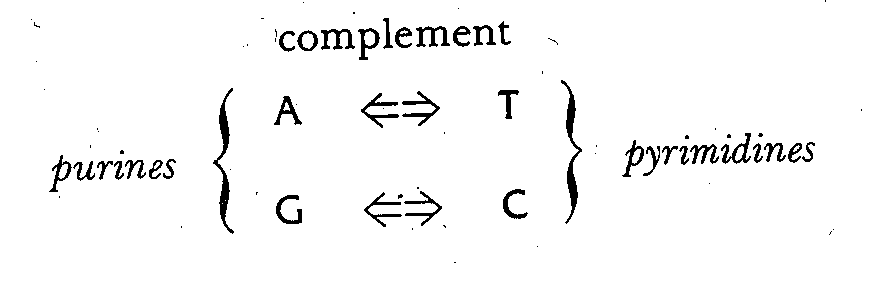 complement
A ⇔ T
purines { } pyrimidines
G ⇔ C